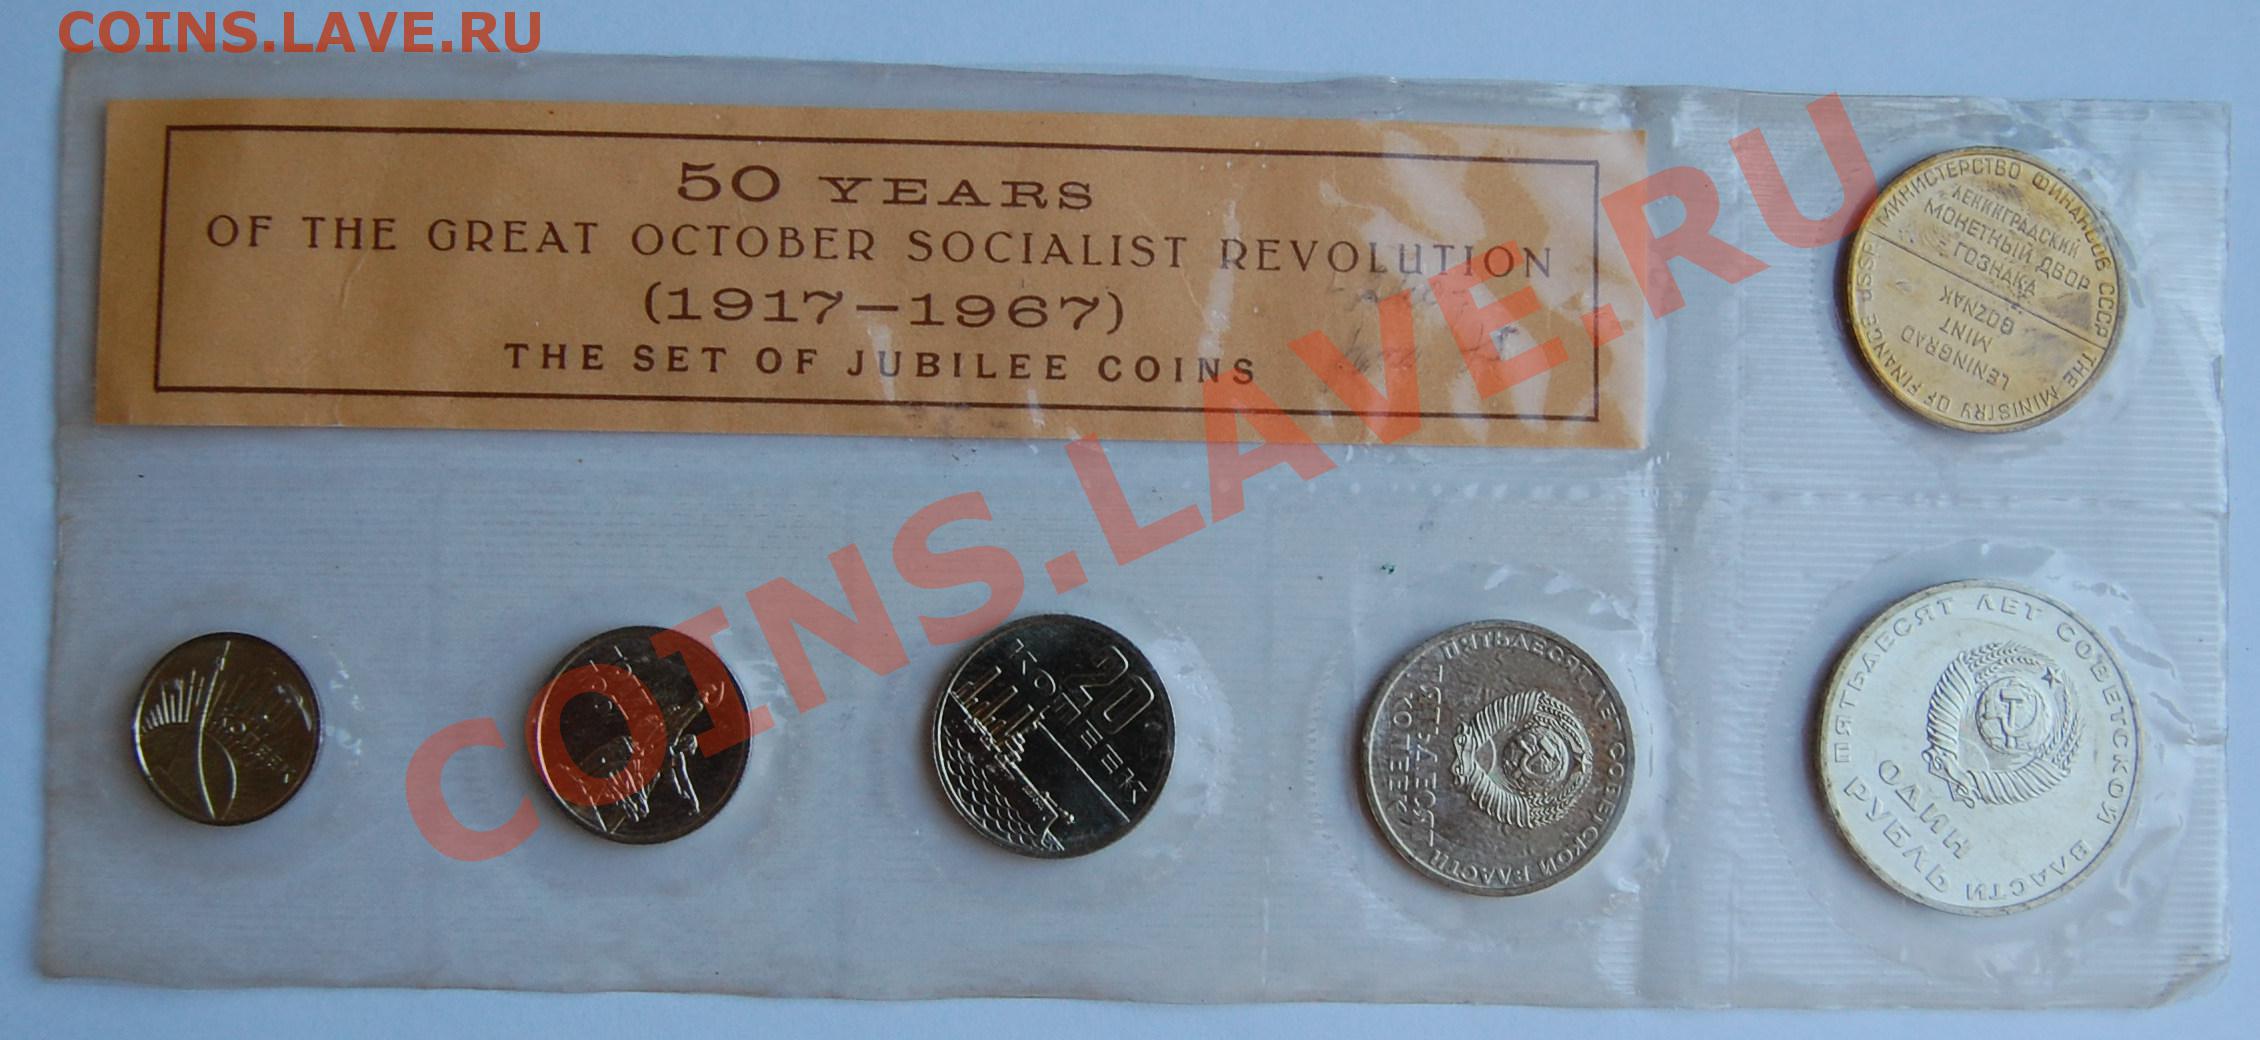 COINS.LAVE.RU
50 YEARS
OF THE GREAT OCTOBER SOCIALIST REVOLUTION
(1917–1967)
THE SET OF JUBILEE COINS
МИНИСТЕРСТВО ФИНАНСОВ СССР
ЛЕНИНГРАДСКИЙ
МОНЕТНЫЙ ДВОР
ГОЗНАКА
THE MINISTRY OF FINANCE USSR
LENINGRAD
MINT
GOZNAK
КОПЕЕК
20
КОПЕЕК
ПЯТЬДЕСЯТ ЛЕТ СОВЕТСКОЙ ВЛАСТИ
ПЯТЬДЕСЯТ
КОПЕЕК
ПЯТЬДЕСЯТ ЛЕТ СОВЕТСКОЙ ВЛАСТИ
ОДИН
РУБЛЬ
COINS.LAVE.RU